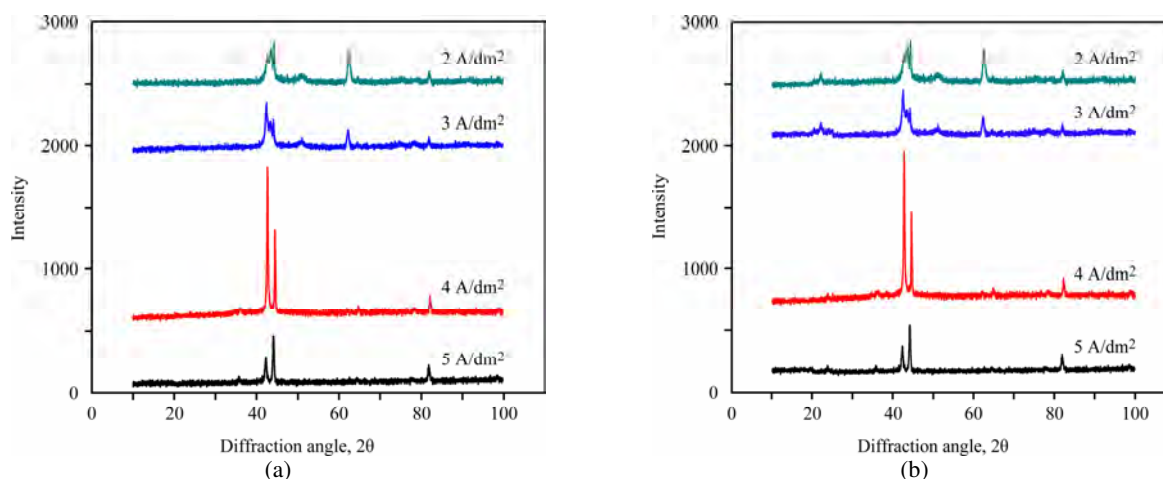 3000
2 A/dm²
3 A/dm²
2000
Intensity
1000
4 A/dm²
5 A/dm²
0
0 20 40 60 80 100
Diffraction angle, 2θ
(a)
3000
2 A/dm²
3 A/dm²
2000
Intensity
1000
4 A/dm²
5 A/dm²
0
0 20 40 60 80 100
Diffraction angle, 2θ
(b)